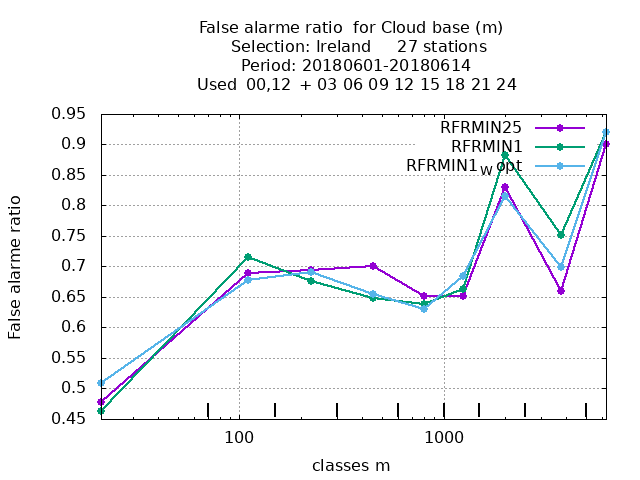 False alarme ratio  for Cloud base (m)
Selection: Ireland     27 stations
Period: 20180601-20180614
Used  00,12  + 03 06 09 12 15 18 21 24
RFRMIN25
RFRMIN1
RFRMIN1_W opt
0.95
0.9
0.85
0.8
0.75
0.7
0.65
0.6
0.55
0.5
0.45
False alarme ratio
100
1000
classes m